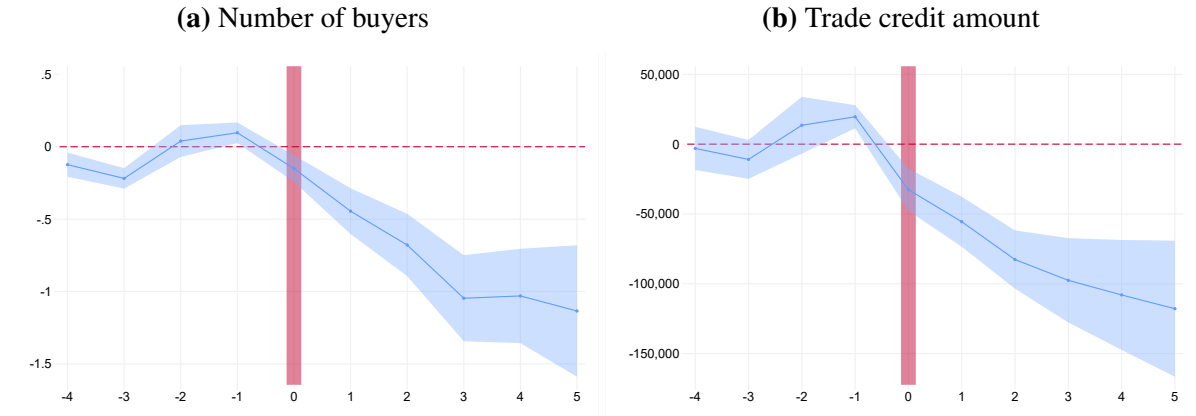 (a) Number of buyers
.5
0
-.5
-1
-1.5
-4 -3 -2 -1 0 1 2 3 4 5
(b) Trade credit amount
50,000
0
-50,000
-100,000
-150,000
-4 -3 -2 -1 0 1 2 3 4 5